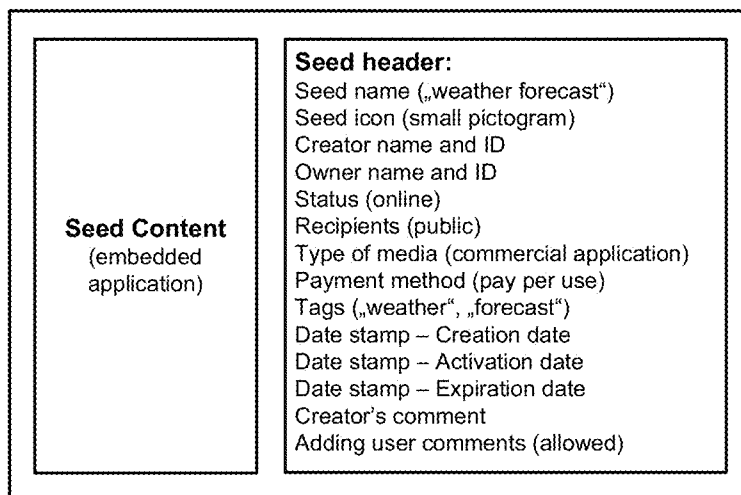 Seed Content
(embedded
application)
Seed header:
Seed name („weather forecast“)
Seed icon (small pictogram)
Creator name and ID
Owner name and ID
Status (online)
Recipients (public)
Type of media (commercial application)
Payment method (pay per use)
Tags („weather“, „forecast“)
Date stamp – Creation date
Date stamp – Activation date
Date stamp – Expiration date
Creator's comment
Adding user comments (allowed)